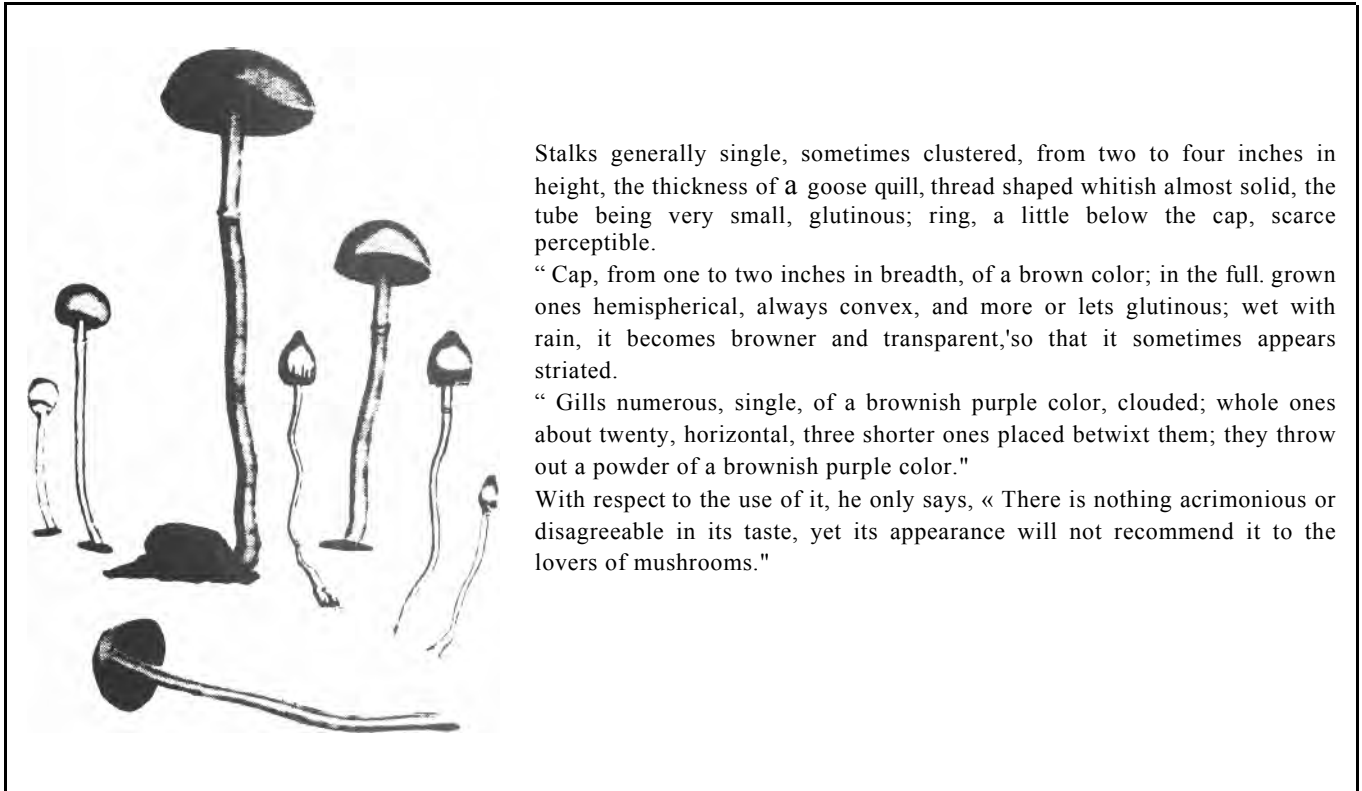 Stalks generally single, sometimes clustered, from two to four inches in
height, the thickness of a goose quill, thread shaped whitish almost solid, the
tube being very small, glutinous; ring, a little below the cap, scarce
perceptible.
“ Cap, from one to two inches in breadth, of a brown color; in the full. grown
ones hemispherical, always convex, and more or lets glutinous; wet with
rain, it becomes browner and transparent,'so that it sometimes appears
striated.
“ Gills numerous, single, of a brownish purple color, clouded; whole ones
about twenty, horizontal, three shorter ones placed betwixt them; they throw
out a powder of a brownish purple color."
With respect to the use of it, he only says, « There is nothing acrimonious or
disagreeable in its taste, yet its appearance will not recommend it to the
lovers of mushrooms."